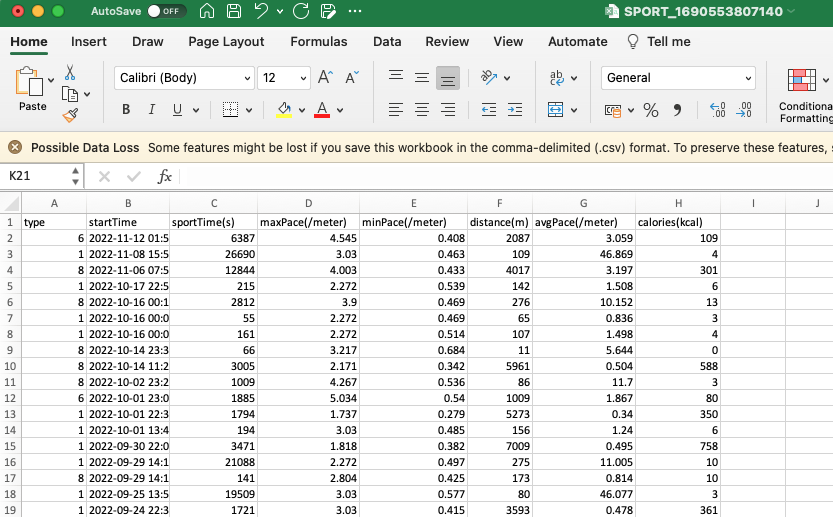 AutoSave OFF ... SPORT_1690553807140
Home Insert Draw Page Layout Formulas Data Review View Automate Tell me
Paste Calibri (Body) 12 A A ab General Conditional
B I U A % Formatting
Possible Data Loss Some features might be lost if you save this workbook in the comma-delimited (.csv) format. To preserve these features,
K21 fx
A B C D E F G H I J
1 type startTime sportTime(s) maxPace(/meter) minPace(/meter) distance(m) avgPace(/meter) calories(kcal)
2 6 2022-11-12 01:5 6387 4.545 0.408 2087 3.059 109
3 1 2022-11-08 15:5 26690 3.03 0.463 109 46.869 4
4 8 2022-11-06 07:5 12844 4.003 0.433 4017 3.197 301
5 1 2022-10-17 22:5 215 2.272 0.539 142 1.508 6
6 8 2022-10-16 00:1 2812 3.9 0.469 276 10.152 13
7 1 2022-10-16 00:0 55 2.272 0.469 65 0.836 3
8 1 2022-10-16 00:0 161 2.272 0.514 107 1.498 4
9 8 2022-10-14 23:3 66 3.217 0.684 11 5.644 0
10 8 2022-10-14 11:2 3005 2.171 0.342 5961 0.504 588
11 8 2022-10-02 23:2 1009 4.267 0.536 86 11.7 3
12 6 2022-10-01 23:0 1885 5.034 0.54 1009 1.867 80
13 1 2022-10-01 22:3 1794 1.737 0.279 5273 0.34 350
14 1 2022-10-01 13:4 194 3.03 0.485 156 1.24 6
15 1 2022-09-30 22:0 3471 1.818 0.382 7009 0.495 758
16 1 2022-09-29 14:1 21088 2.272 0.497 275 11.005 10
17 8 2022-09-29 14:1 141 2.804 0.425 173 0.814 10
18 1 2022-09-25 13:5 19509 3.03 0.577 80 46.077 3
19 1 2022-09-24 22:3 1721 3.03 0.415 3593 0.478 361